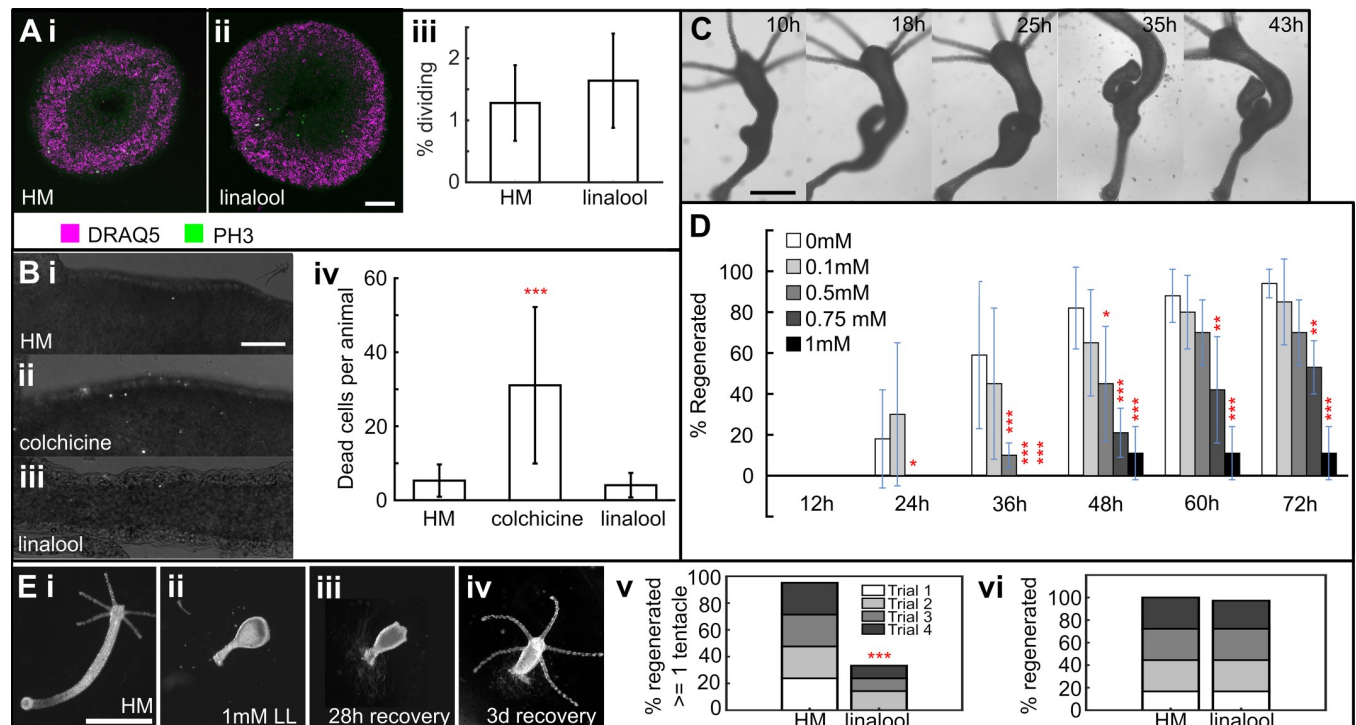 A i
HM
ii
linalool
iii
% dividing
2
1
0
HM
linalool
DRAQ5
PH3
B i
HM
ii
colchicine
iii
linalool
iv
Dead cells per animal
60
40
20
0
***
HM
colchicine
linalool
C
10h
18h
25h
35h
43h
D
% Regenerated
100
80
60
40
20
0
0mM
0.1mM
0.5mM
0.75 mM
1mM
*
***
***
***
*
***
***
**
***
**
***
12h
24h
36h
48h
60h
72h
E i
HM
ii
1mM LL
iii
28h recovery
iv
3d recovery
v
% regenerated
>= 1 tentacle
100
80
60
40
20
0
Trial 1
Trial 2
Trial 3
Trial 4
***
HM
linalool
vi
% regenerated
100
80
60
40
20
0
HM
linalool